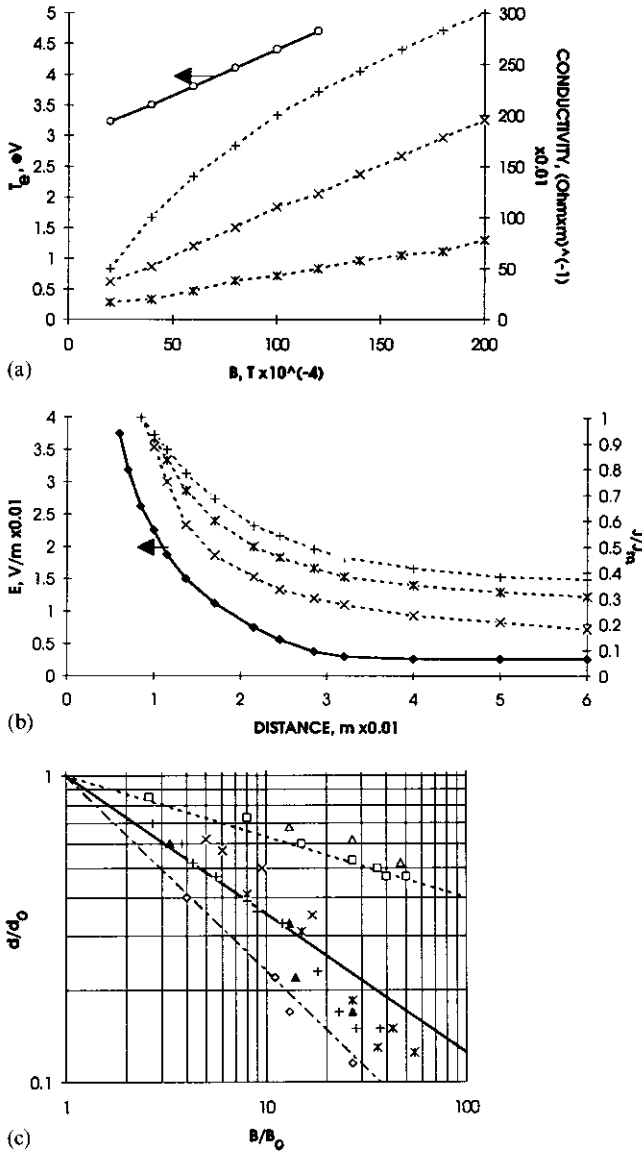 5
4.5
4
3.5
3
2.5
2
1.5
1
0.5
0
T_e, eV
300
250
200
150
100
50
0
CONDUCTIVITY, (Ohmxm)^(-1)
x0.01
0 50 100 150 200
B, T x10^(-4)
(a)
4
3.5
3
2.5
2
1.5
1
0.5
0
E, V/m x0.01
1
0.9
0.8
0.7
0.6
0.5
0.4
0.3
0.2
0.1
0
J/J_m
0 1 2 3 4 5 6
DISTANCE, m x0.01
(b)
1
0.1
d/d_0
1 10 100
B/B_0
(c)